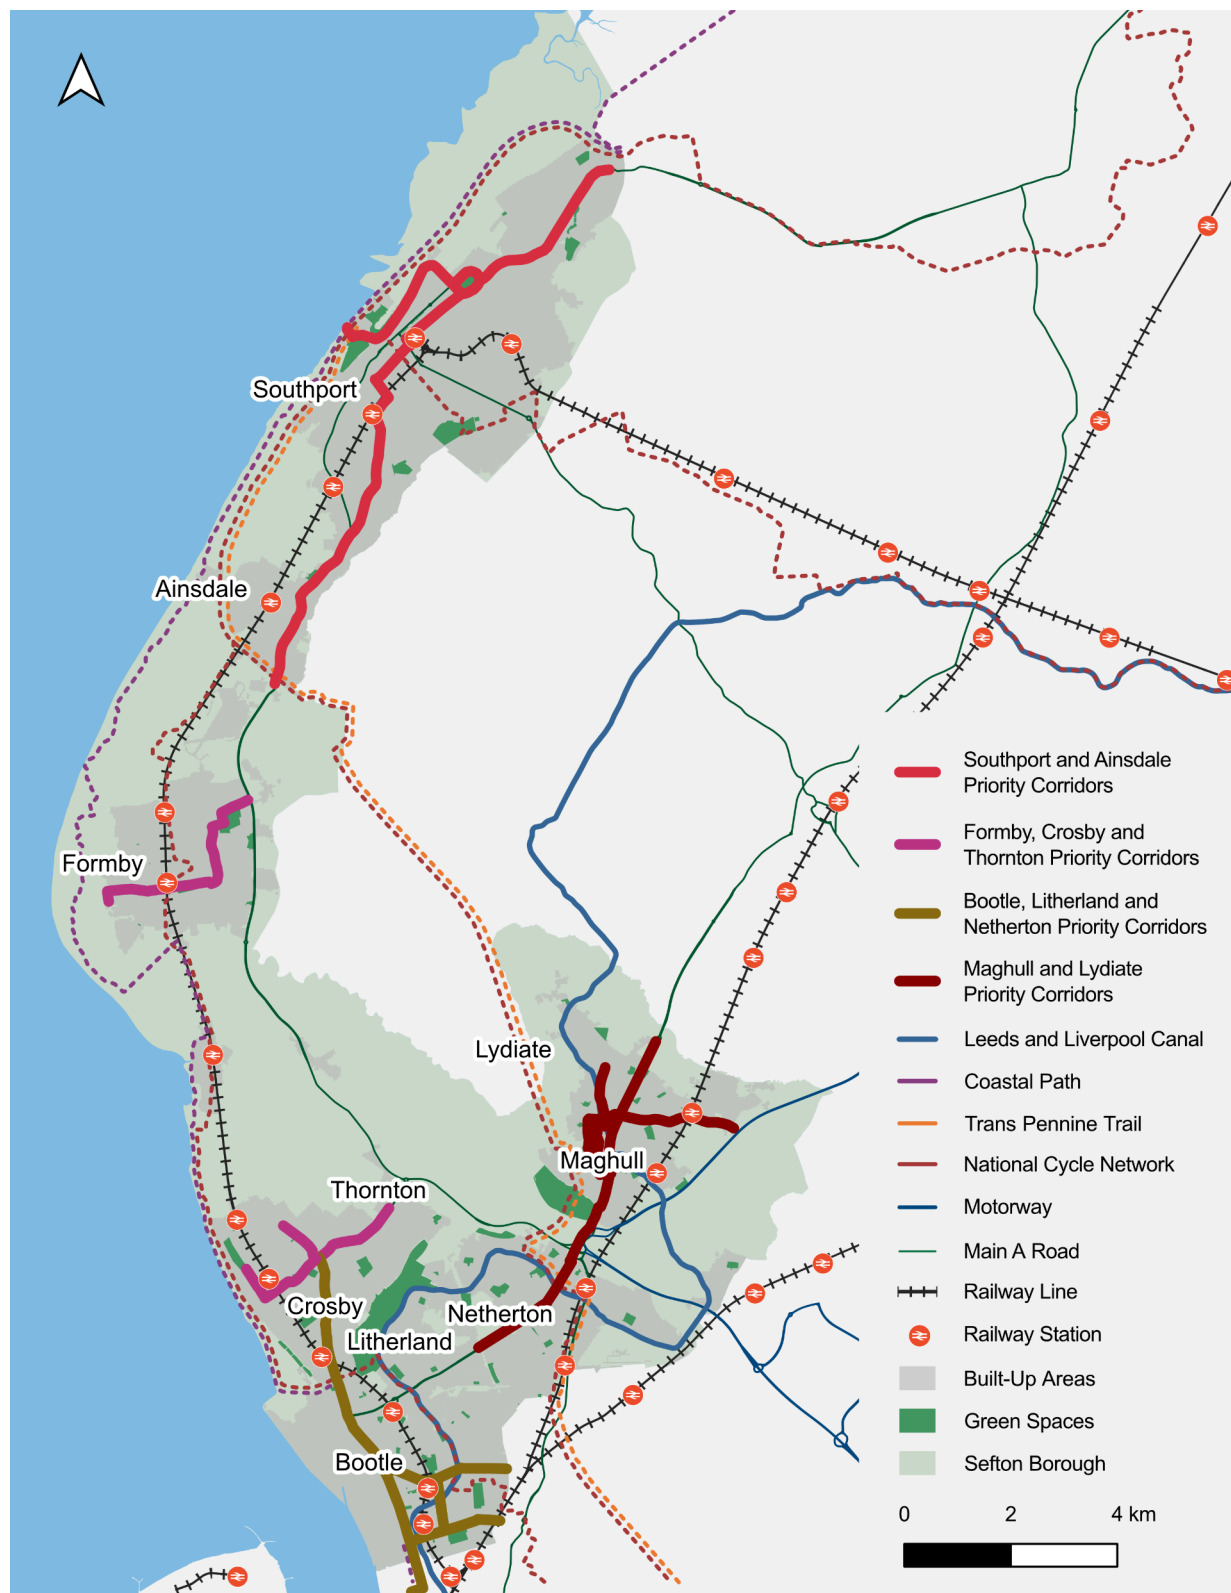 Southport
Ainsdale
Formby
Lydiate
Maghull
Thornton
Crosby
Netherton
Litherland
Bootle
Southport and Ainsdale
Priority Corridors
Formby, Crosby and
Thornton Priority Corridors
Bootle, Litherland and
Netherton Priority Corridors
Maghull and Lydiate
Priority Corridors
Leeds and Liverpool Canal
Coastal Path
Trans Pennine Trail
National Cycle Network
Motorway
Main A Road
Railway Line
Railway Station
Built-Up Areas
Green Spaces
Sefton Borough
0 2 4 km